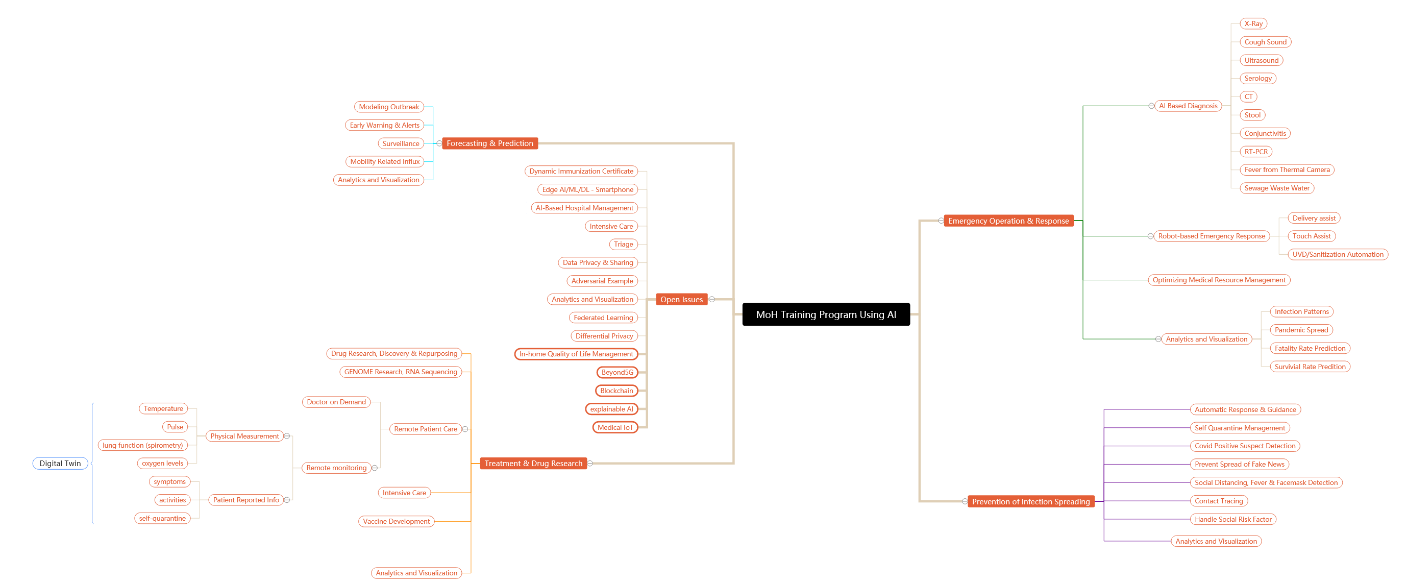 MoH Training Program Using AI
Forecasting & Prediction
Modeling Outbreak
Early Warning & Alerts
Surveillance
Mobility Related Influx
Analytics and Visualization
Open Issues
Dynamic Immunization Certificate
Edge AI/ML/DL - Smartphone
AI-Based Hospital Management
Intensive Care
Triage
Data Privacy & Sharing
Adversarial Example
Analytics and Visualization
Federated Learning
Differential Privacy
In-home Quality of Life Management
Beyond5G
Blockchain
explainable AI
Medical IoT
Treatment & Drug Research
Drug Research, Discovery & Repurposing
GENOME Research, RNA Sequencing
Remote Patient Care
Doctor on Demand
Remote monitoring
Physical Measurement
Temperature
Pulse
lung function (spirometry)
oxygen levels
Patient Reported Info
symptoms
activities
self-quarantine
Digital Twin
Intensive Care
Vaccine Development
Analytics and Visualization
Emergency Operation & Response
AI Based Diagnosis
X-Ray
Cough Sound
Ultrasound
Serology
CT
Stool
Conjunctivitis
RT-PCR
Fever from Thermal Camera
Sewage Waste Water
Robot-based Emergency Response
Delivery assist
Touch Assist
UVD/Sanitization Automation
Optimizing Medical Resource Management
Analytics and Visualization
Infection Patterns
Pandemic Spread
Fatality Rate Prediction
Survivial Rate Predition
Prevention of Infection Spreading
Automatic Response & Guidance
Self Quarantine Management
Covid Positive Suspect Detection
Prevent Spread of Fake News
Social Distancing, Fever & Facemask Detection
Contact Tracing
Handle Social Risk Factor
Analytics and Visualization